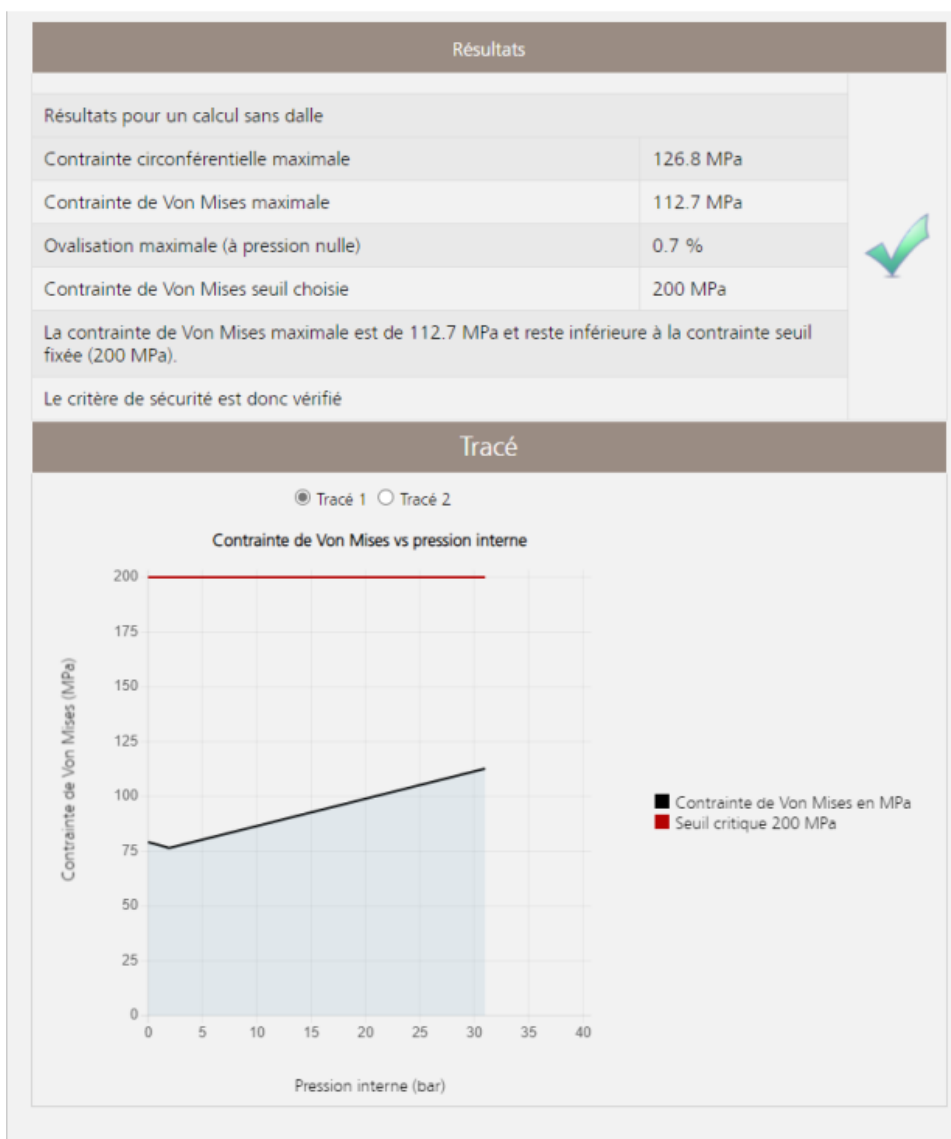 Résultats
Résultats pour un calcul sans dalle
Contrainte circonférentielle maximale 126.8 MPa
Contrainte de Von Mises maximale 112.7 MPa
Ovalisation maximale (à pression nulle) 0.7 %
Contrainte de Von Mises seuil choisie 200 MPa
La contrainte de Von Mises maximale est de 112.7 MPa et reste inférieure à la contrainte seuil
fixée (200 MPa).
Le critère de sécurité est donc vérifié
Tracé
Tracé 1 Tracé 2
Contrainte de Von Mises vs pression interne
Contrainte de Von Mises (MPa)
200
175
150
125
100
75
50
25
0
0 5 10 15 20 25 30 35 40
Pression interne (bar)
Contrainte de Von Mises en MPa
Seuil critique 200 MPa